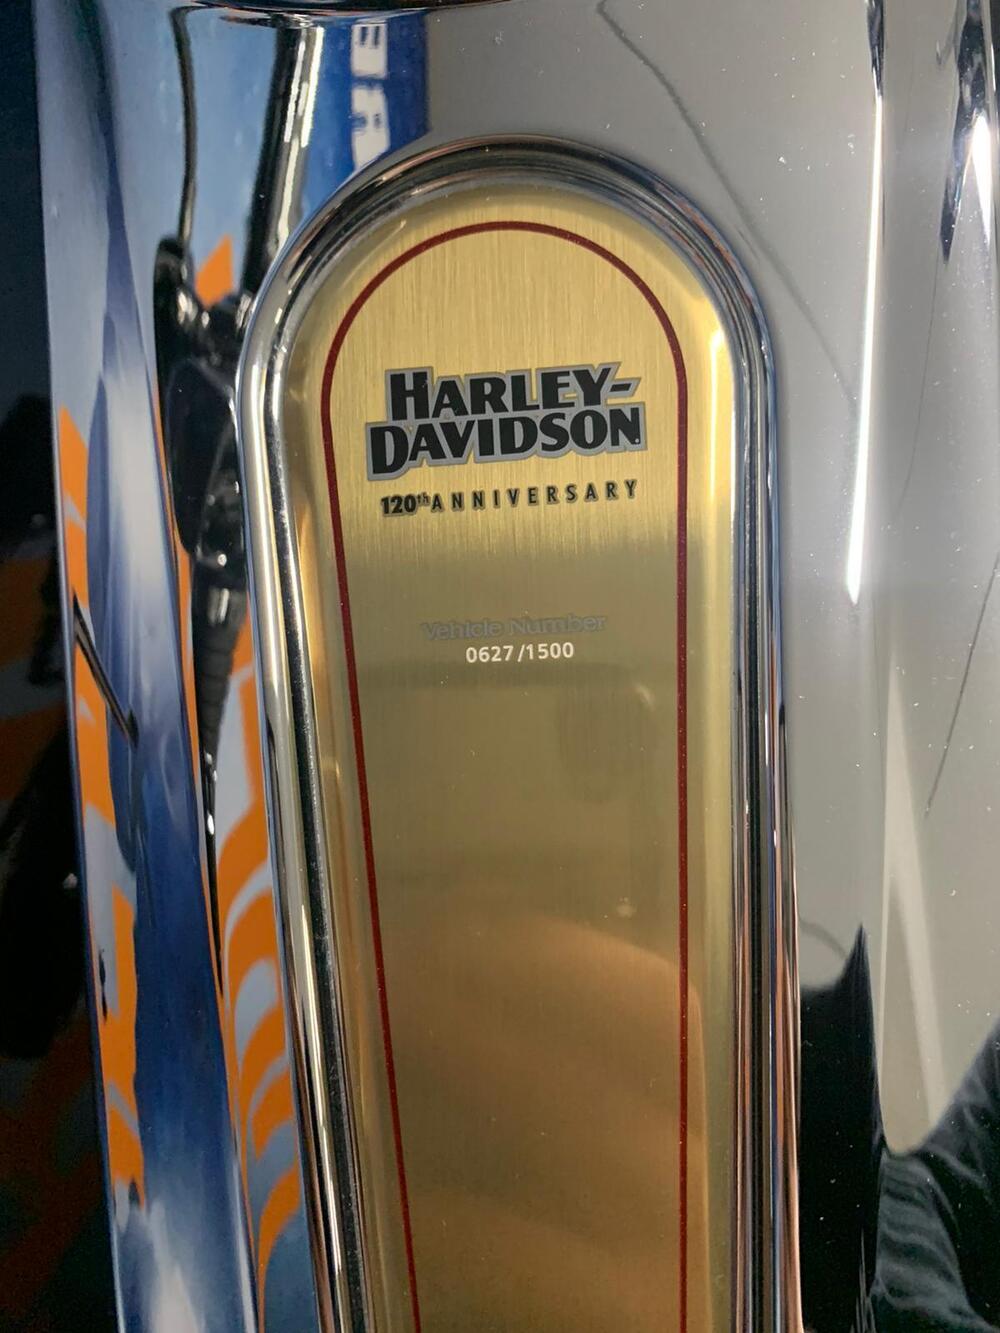 HARLEY-
DAVIDSON
120th ANNIVERSARY
Vehicle Number
0627/1500